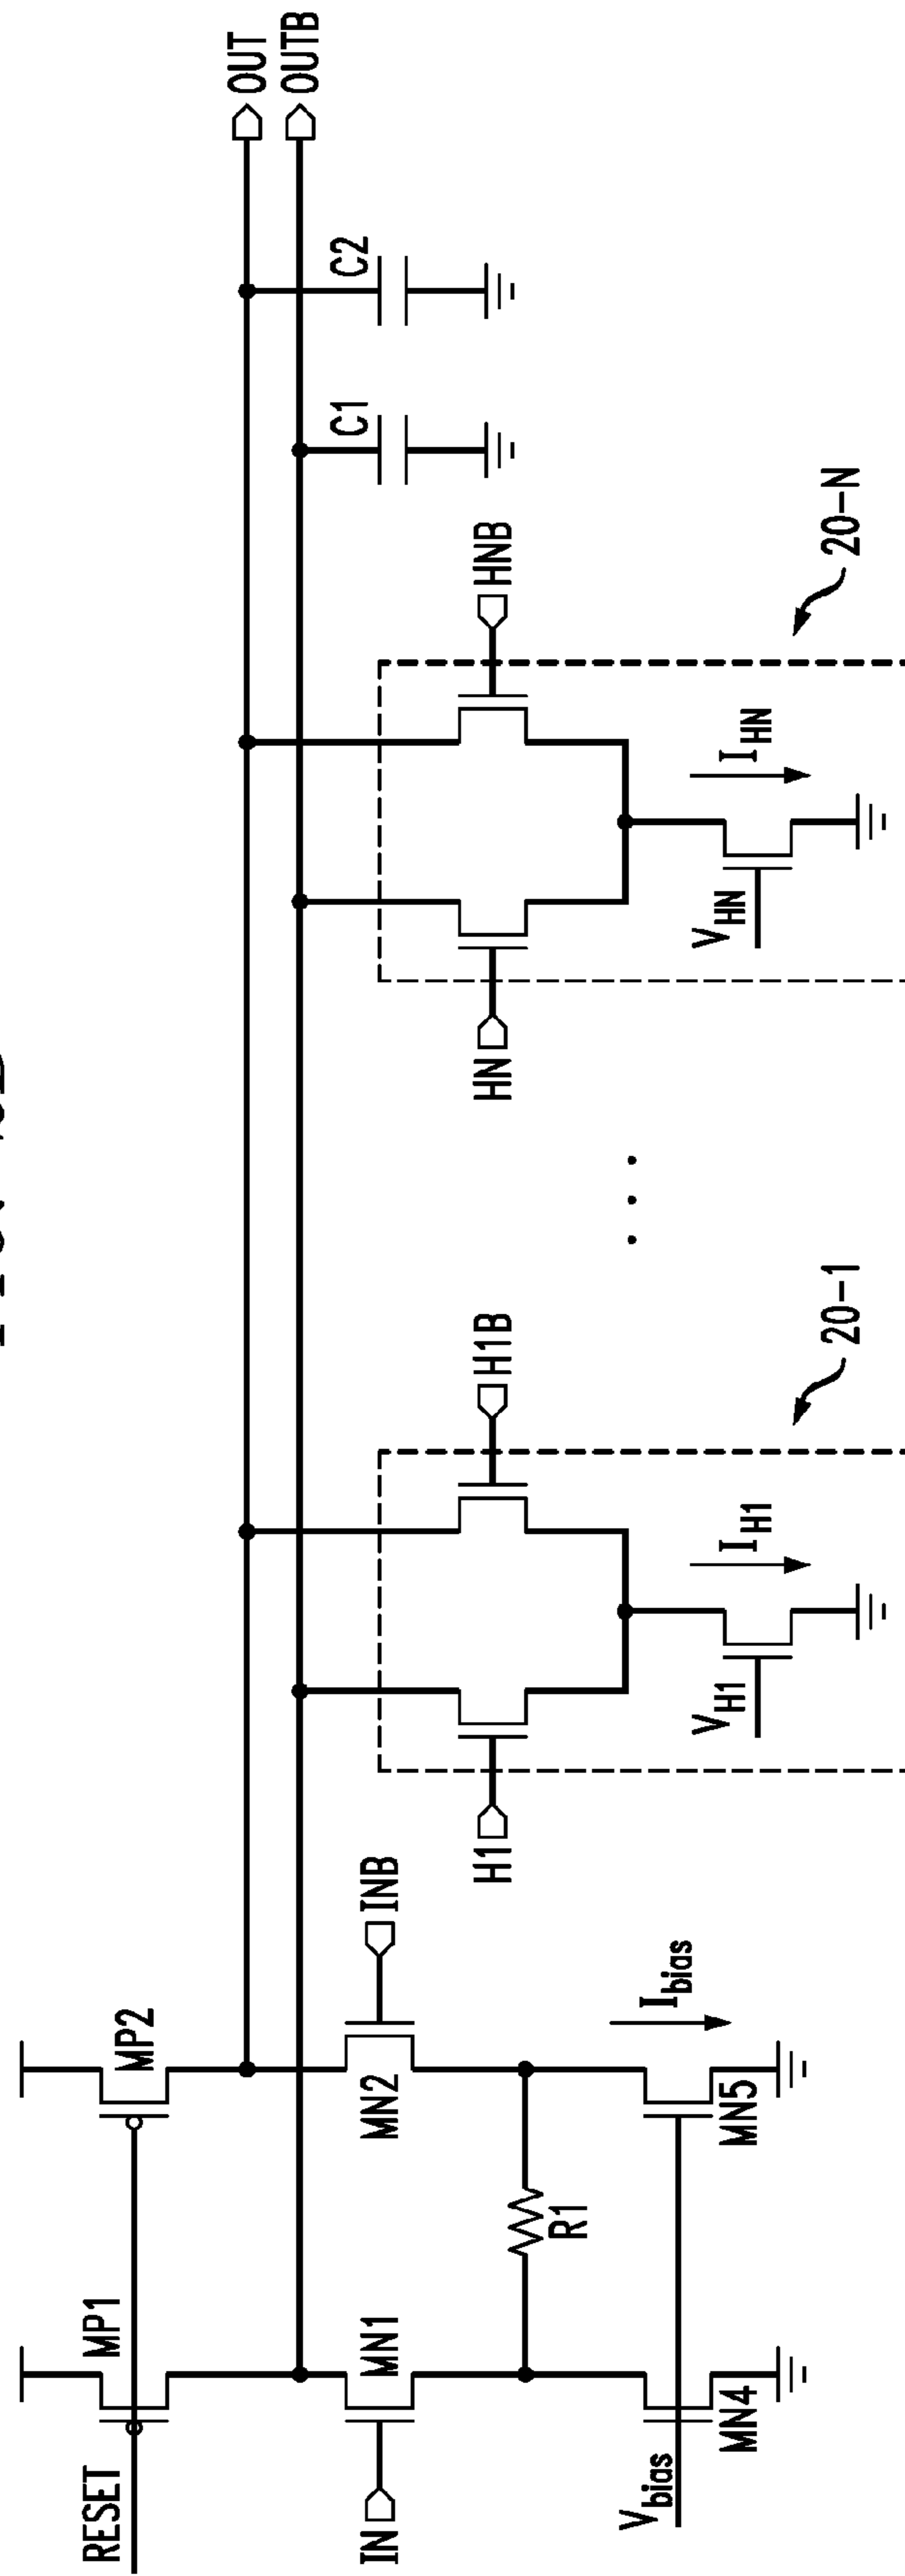 RESET
MP1
MP2
OUT
OUTB
IN
MN1
MN2
INB
R1
V_bias
MN4
MN5
I_bias
H1
H1B
V_H1
I_H1
20-1
. . .
HN
HNB
V_HN
I_HN
20-N
C1
C2